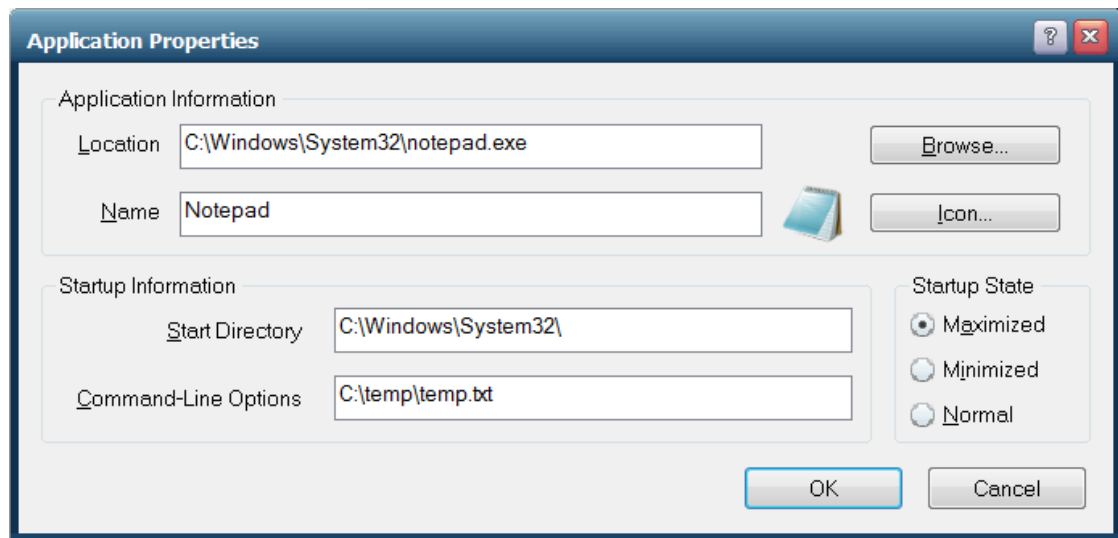 Application Properties
Application Information
Location C:\Windows\System32\notepad.exe Browse...
Name Notepad Icon...
Startup Information
Start Directory C:\Windows\System32\
Command-Line Options C:\temp\temp.txt
Startup State
Maximized
Minimized
Normal
OK Cancel